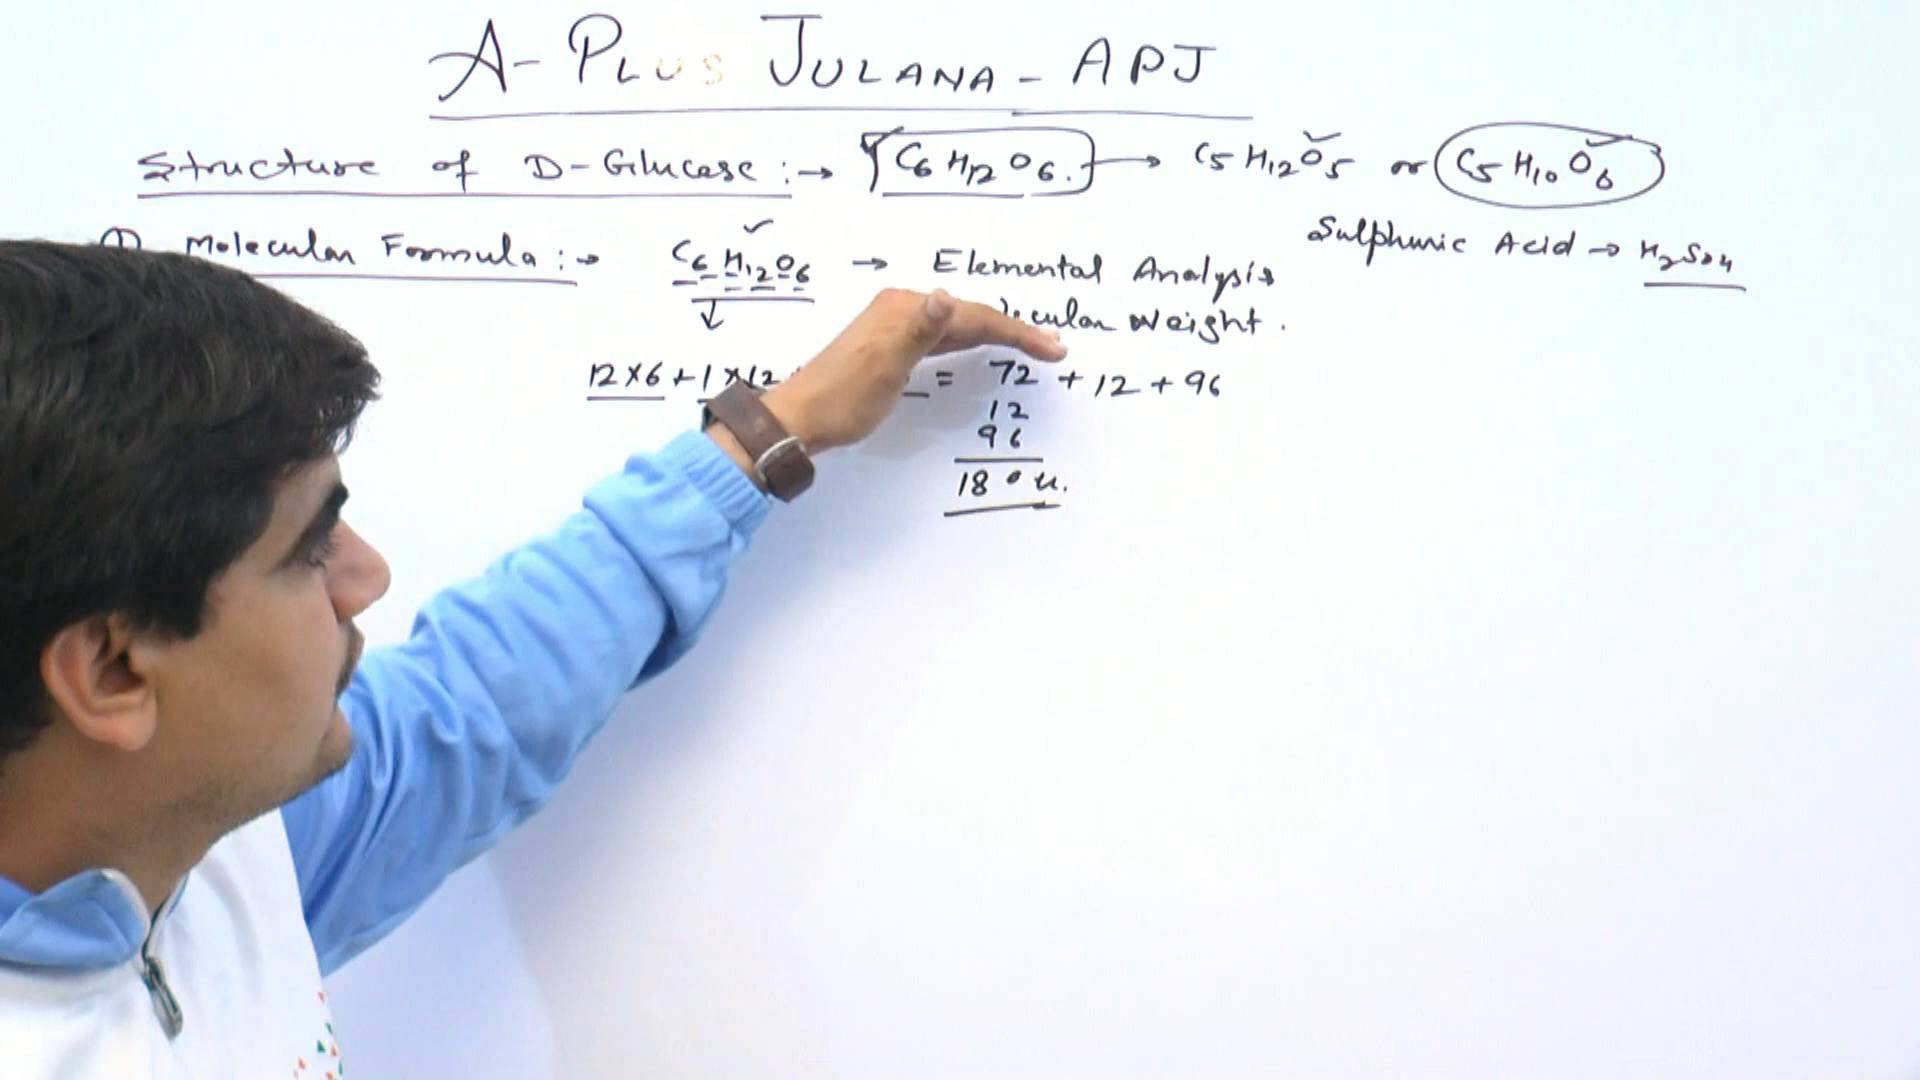 A- PLUS JULANA - APJ
Structure of D-Glucose :→ C6H12O6. → C5H12O5 or C5H10O6
① Molecular Formula :→ C6H12O6 → Elemental Analysis
Sulphuric Acid → H2SO4
Weight.
12×6+1×12 = 72 + 12 + 96
12
96
180u.